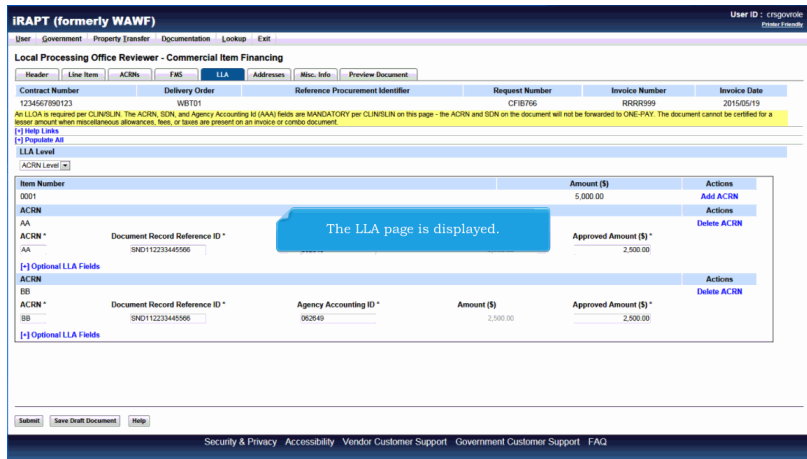 iRAPT (formerly WAWF)
User ID : crsgovrole
Printer Friendly
User Government Property Transfer Documentation Lookup Exit
Local Processing Office Reviewer - Commercial Item Financing
Header Line Item ACRNs FMS LLA Addresses Misc. Info Preview Document
Contract Number Delivery Order Reference Procurement Identifier Request Number Invoice Number Invoice Date
1234567890123 WBT01 CFIB766 RRRR999 2015/05/19
An LLOA is required per CLIN/SLIN. The ACRN, SDN, and Agency Accounting Id (AAA) fields are MANDATORY per CLIN/SLIN on this page - the ACRN and SDN on the document will not be forwarded to ONE-PAY. The document cannot be certified for a
lesser amount when miscellaneous allowances, fees, or taxes are present on an invoice or combo document.
[+] Help Links
[+] Populate All
LLA Level
ACRN Level
Item Number Amount ($) Actions
0001 5,000.00 Add ACRN
ACRN Actions
AA Delete ACRN
The LLA page is displayed.
ACRN * Document Record Reference ID * Approved Amount ($) *
AA SND112233445566 2,500.00
[+] Optional LLA Fields
ACRN Actions
BB Delete ACRN
ACRN * Document Record Reference ID * Agency Accounting ID * Amount ($) Approved Amount ($) *
BB SND112233445566 062649 2,500.00 2,500.00
[+] Optional LLA Fields
Submit Save Draft Document Help
Security & Privacy Accessibility Vendor Customer Support Government Customer Support FAQ